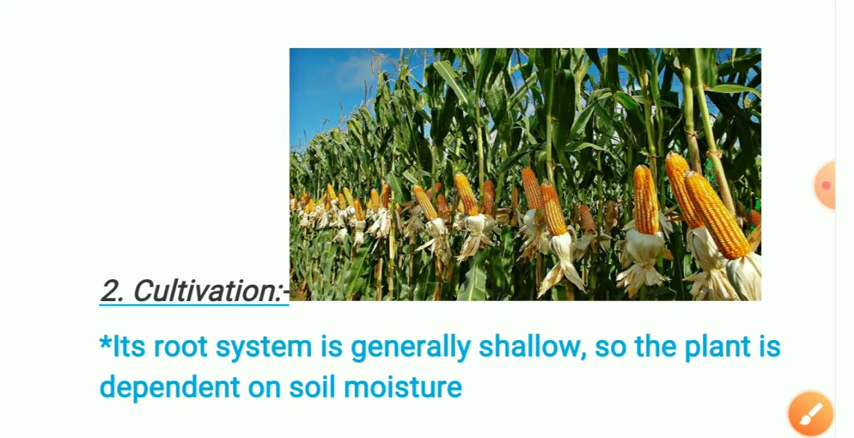 2. Cultivation:-
*Its root system is generally shallow, so the plant is
dependent on soil moisture